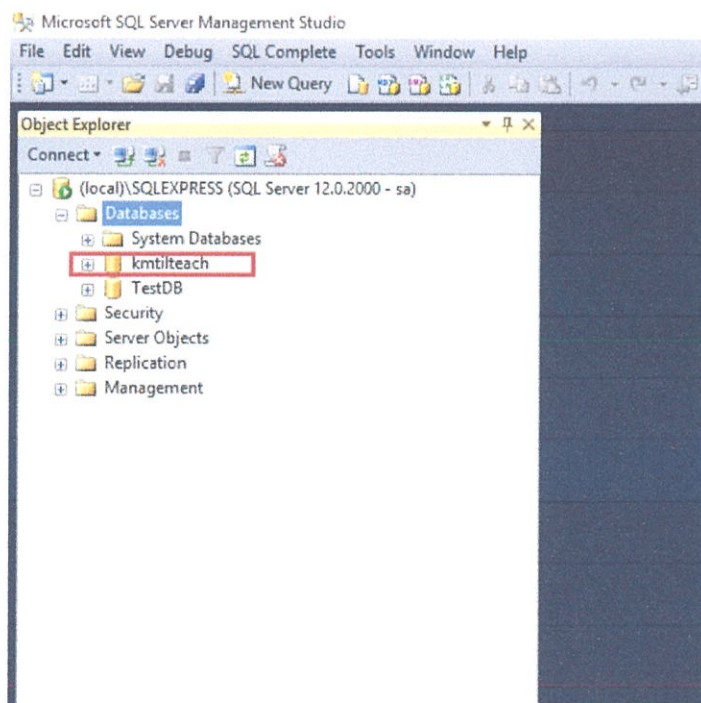 Microsoft SQL Server Management Studio
File Edit View Debug SQL Complete Tools Window Help
New Query
Object Explorer
Connect
(local)\SQLEXPRESS (SQL Server 12.0.2000 - sa)
Databases
System Databases
kmtilteach
TestDB
Security
Server Objects
Replication
Management